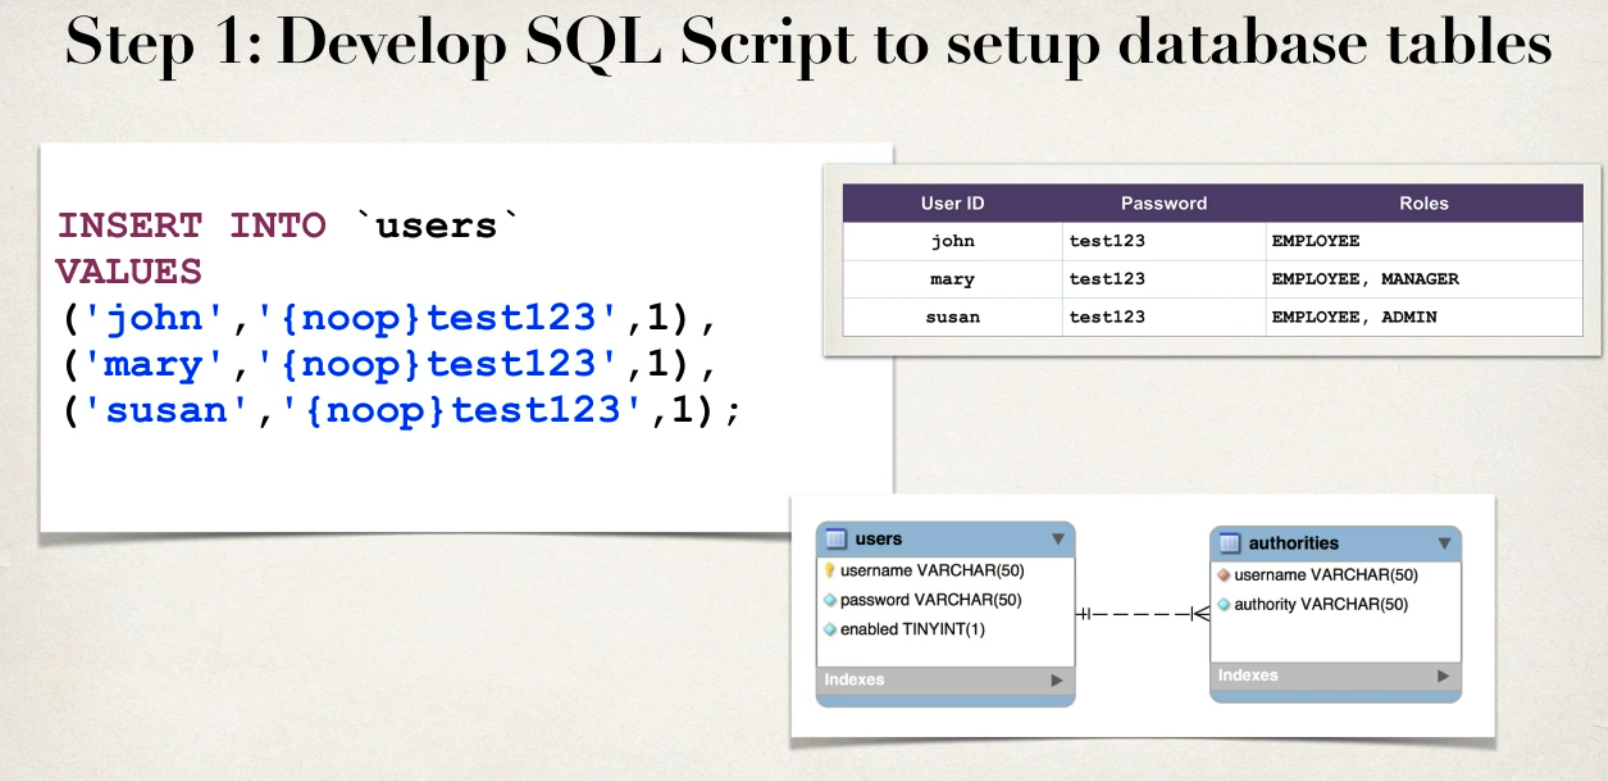 Step 1: Develop SQL Script to setup database tables
INSERT INTO `users`
VALUES
('john','{noop}test123',1),
('mary','{noop}test123',1),
('susan','{noop}test123',1);
User ID Password Roles
john test123 EMPLOYEE
mary test123 EMPLOYEE, MANAGER
susan test123 EMPLOYEE, ADMIN
users
username VARCHAR(50)
password VARCHAR(50)
enabled TINYINT(1)
Indexes
authorities
username VARCHAR(50)
authority VARCHAR(50)
Indexes